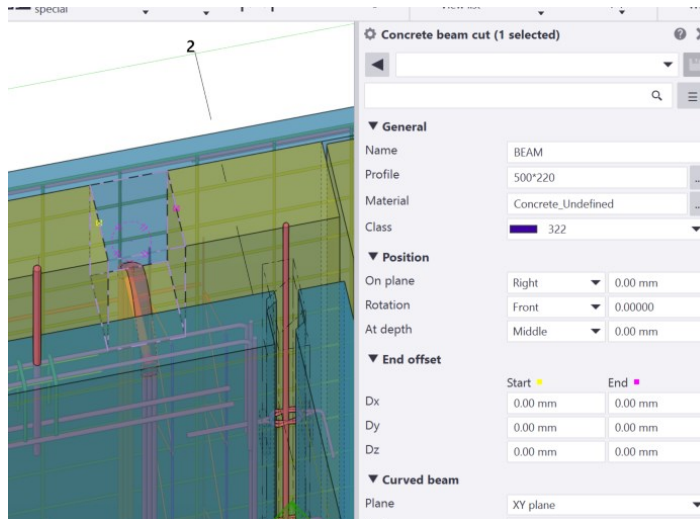 special
2
Concrete beam cut (1 selected)
General
Name BEAM
Profile 500*220
Material Concrete_Undefined
Class 322
Position
On plane Right 0.00 mm
Rotation Front 0.00000
At depth Middle 0.00 mm
End offset
Start End
Dx 0.00 mm 0.00 mm
Dy 0.00 mm 0.00 mm
Dz 0.00 mm 0.00 mm
Curved beam
Plane XY plane